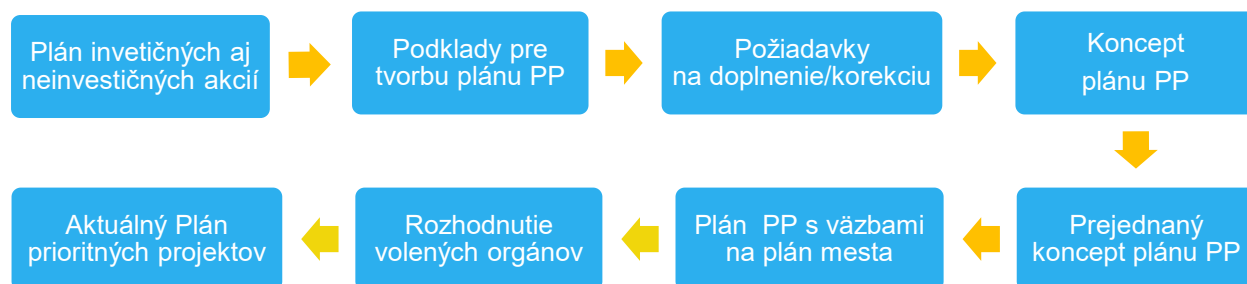 Plán invetičných aj
neinvestičných akcií
Podklady pre
tvorbu plánu PP
Požiadavky
na doplnenie/korekciu
Koncept
plánu PP
Prejednaný
koncept plánu PP
Plán PP s väzbami
na plán mesta
Rozhodnutie
volených orgánov
Aktuálný Plán
prioritných projektov